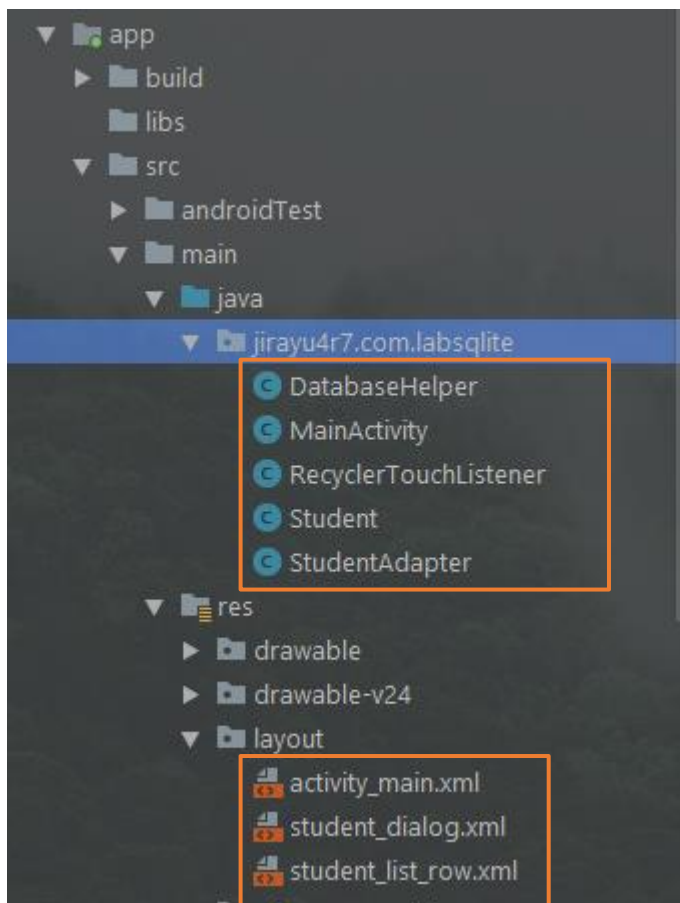 app
build
libs
src
androidTest
main
java
jirayu4r7.com.labsqlite
C DatabaseHelper
C MainActivity
C RecyclerTouchListener
C Student
C StudentAdapter
res
drawable
drawable-v24
layout
activity_main.xml
student_dialog.xml
student_list_row.xml